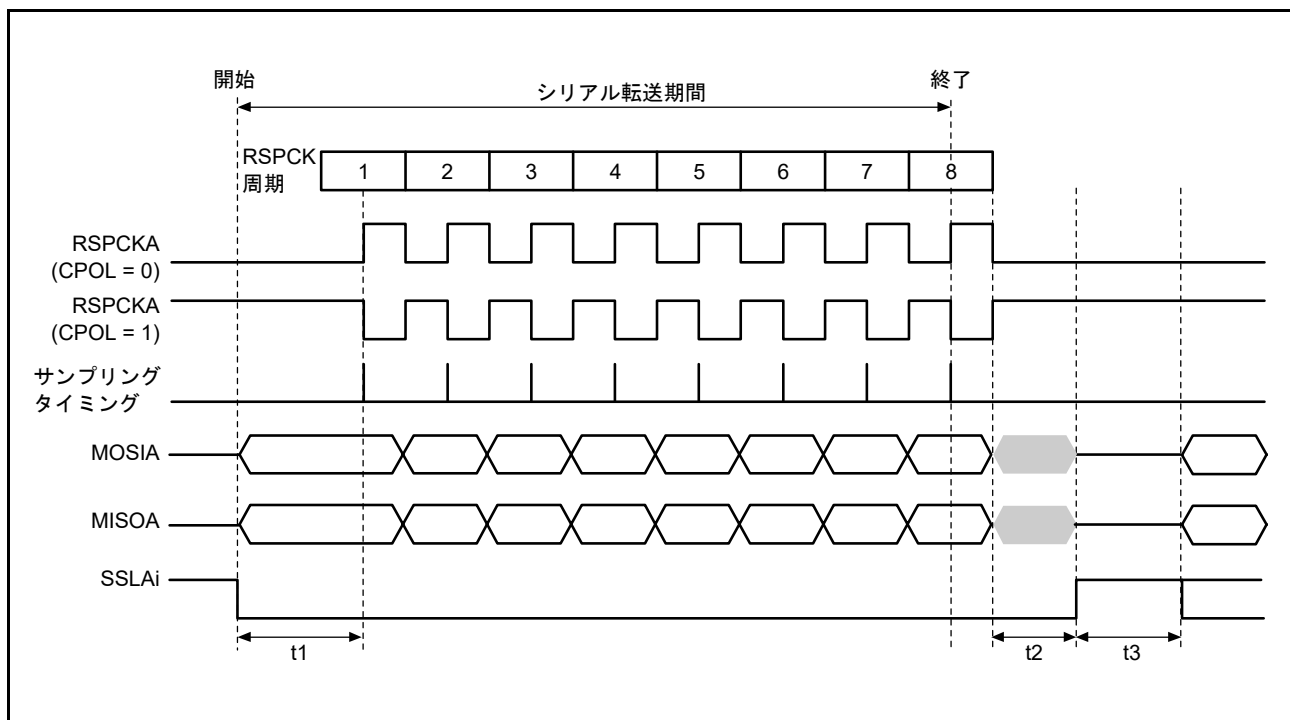 開始
終了
シリアル転送期間
RSPCK
周期
1 2 3 4 5 6 7 8
RSPCKA
(CPOL = 0)
RSPCKA
(CPOL = 1)
サンプリング
タイミング
MOSIA
MISOA
SSLAi
t1
t2
t3